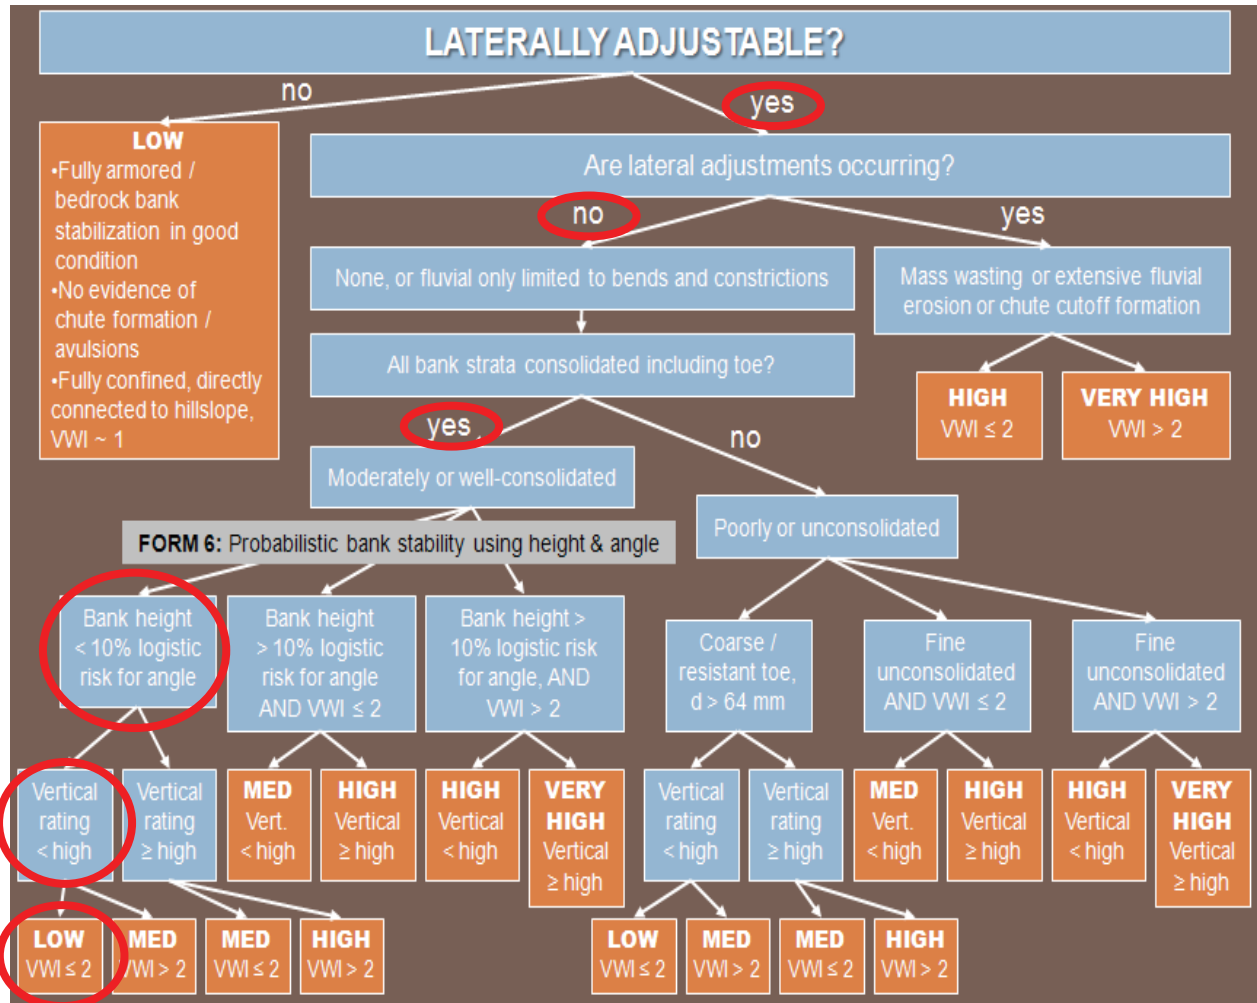 LATERALLY ADJUSTABLE?
no
yes
LOW
•Fully armored /
bedrock bank
stabilization in good
condition
•No evidence of
chute formation /
avulsions
•Fully confined, directly
connected to hillslope,
VWI ~ 1
Are lateral adjustments occurring?
no
yes
None, or fluvial only limited to bends and constrictions
Mass wasting or extensive fluvial
erosion or chute cutoff formation
All bank strata consolidated including toe?
HIGH
VWI ≤ 2
VERY HIGH
VWI > 2
yes
no
Moderately or well-consolidated
Poorly or unconsolidated
FORM 6: Probabilistic bank stability using height & angle
Bank height
< 10% logistic
risk for angle
Bank height
> 10% logistic
risk for angle
AND VWI ≤ 2
Bank height >
10% logistic risk
for angle, AND
VWI > 2
Coarse /
resistant toe,
d > 64 mm
Fine
unconsolidated
AND VWI ≤ 2
Fine
unconsolidated
AND VWI > 2
Vertical
rating
< high
Vertical
rating
≥ high
MED
Vert.
< high
HIGH
Vertical
≥ high
HIGH
Vertical
< high
VERY
HIGH
Vertical
≥ high
Vertical
rating
< high
Vertical
rating
≥ high
MED
Vert.
< high
HIGH
Vertical
≥ high
HIGH
Vertical
< high
VERY
HIGH
Vertical
≥ high
LOW
VWI ≤ 2
MED
VWI > 2
MED
VWI ≤ 2
HIGH
VWI > 2
LOW
VWI ≤ 2
MED
VWI > 2
MED
VWI ≤ 2
HIGH
VWI > 2